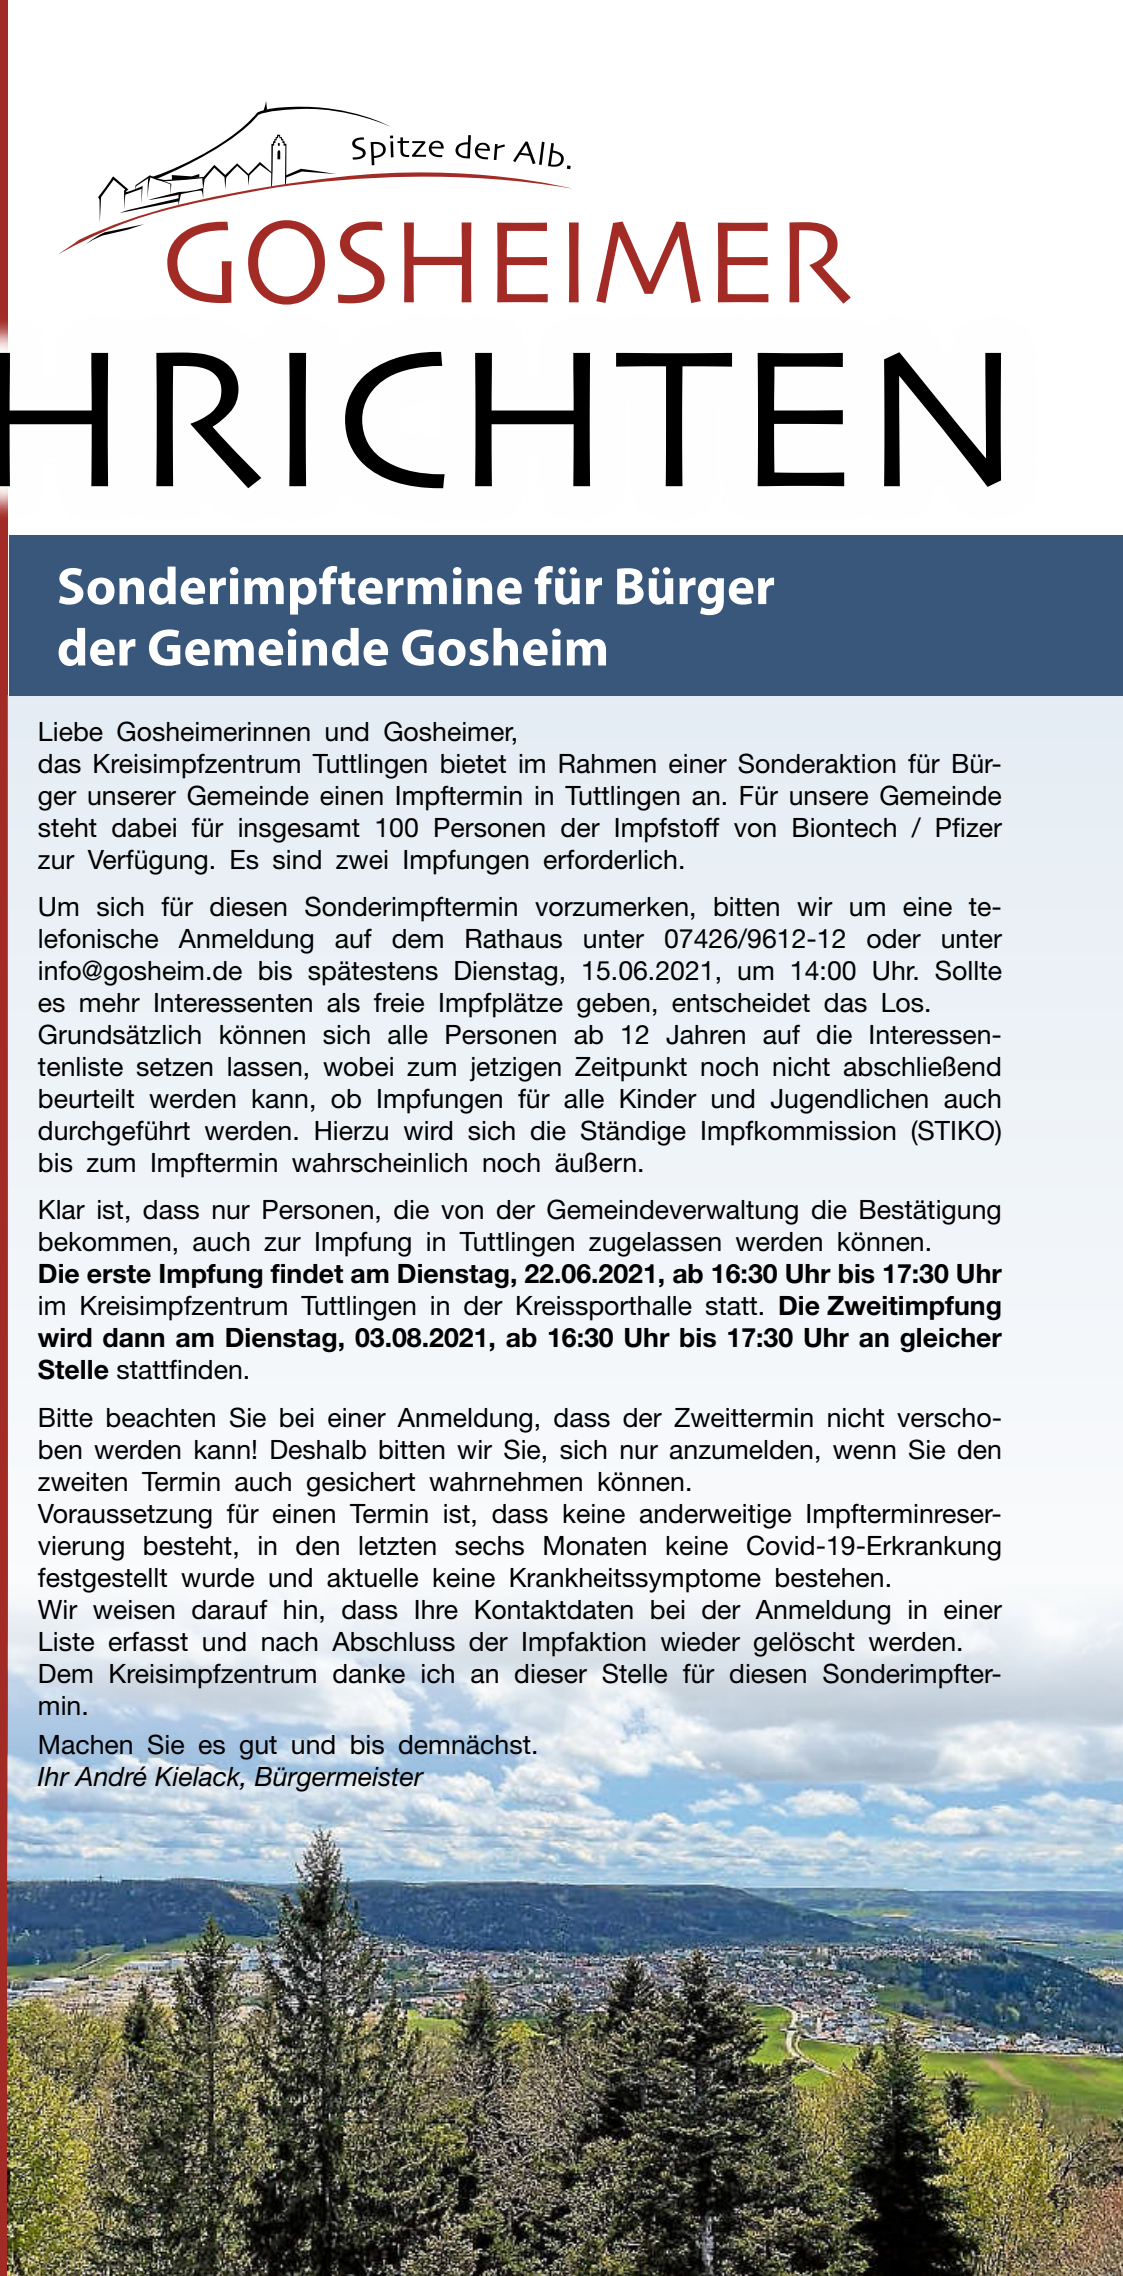 Spitze der Alb.
GOSHEIMER
HRICHTEN
Sonderimpftermine für Bürger
der Gemeinde Gosheim
Liebe Gosheimerinnen und Gosheimer,
das Kreisimpfzentrum Tuttlingen bietet im Rahmen einer Sonderaktion für Bür-
ger unserer Gemeinde einen Impftermin in Tuttlingen an. Für unsere Gemeinde
steht dabei für insgesamt 100 Personen der Impfstoff von Biontech / Pfizer
zur Verfügung. Es sind zwei Impfungen erforderlich.
Um sich für diesen Sonderimpftermin vorzumerken, bitten wir um eine te-
lefonische Anmeldung auf dem Rathaus unter 07426/9612-12 oder unter
info@gosheim.de bis spätestens Dienstag, 15.06.2021, um 14:00 Uhr. Sollte
es mehr Interessenten als freie Impfplätze geben, entscheidet das Los.
Grundsätzlich können sich alle Personen ab 12 Jahren auf die Interessen-
tenliste setzen lassen, wobei zum jetzigen Zeitpunkt noch nicht abschließend
beurteilt werden kann, ob Impfungen für alle Kinder und Jugendlichen auch
durchgeführt werden. Hierzu wird sich die Ständige Impfkommission (STIKO)
bis zum Impftermin wahrscheinlich noch äußern.
Klar ist, dass nur Personen, die von der Gemeindeverwaltung die Bestätigung
bekommen, auch zur Impfung in Tuttlingen zugelassen werden können.
Die erste Impfung findet am Dienstag, 22.06.2021, ab 16:30 Uhr bis 17:30 Uhr
im Kreisimpfzentrum Tuttlingen in der Kreissporthalle statt. Die Zweitimpfung
wird dann am Dienstag, 03.08.2021, ab 16:30 Uhr bis 17:30 Uhr an gleicher
Stelle stattfinden.
Bitte beachten Sie bei einer Anmeldung, dass der Zweittermin nicht verscho-
ben werden kann! Deshalb bitten wir Sie, sich nur anzumelden, wenn Sie den
zweiten Termin auch gesichert wahrnehmen können.
Voraussetzung für einen Termin ist, dass keine anderweitige Impfterminreser-
vierung besteht, in den letzten sechs Monaten keine Covid-19-Erkrankung
festgestellt wurde und aktuelle keine Krankheitssymptome bestehen.
Wir weisen darauf hin, dass Ihre Kontaktdaten bei der Anmeldung in einer
Liste erfasst und nach Abschluss der Impfaktion wieder gelöscht werden.
Dem Kreisimpfzentrum danke ich an dieser Stelle für diesen Sonderimpfter-
min.
Machen Sie es gut und bis demnächst.
Ihr André Kielack, Bürgermeister